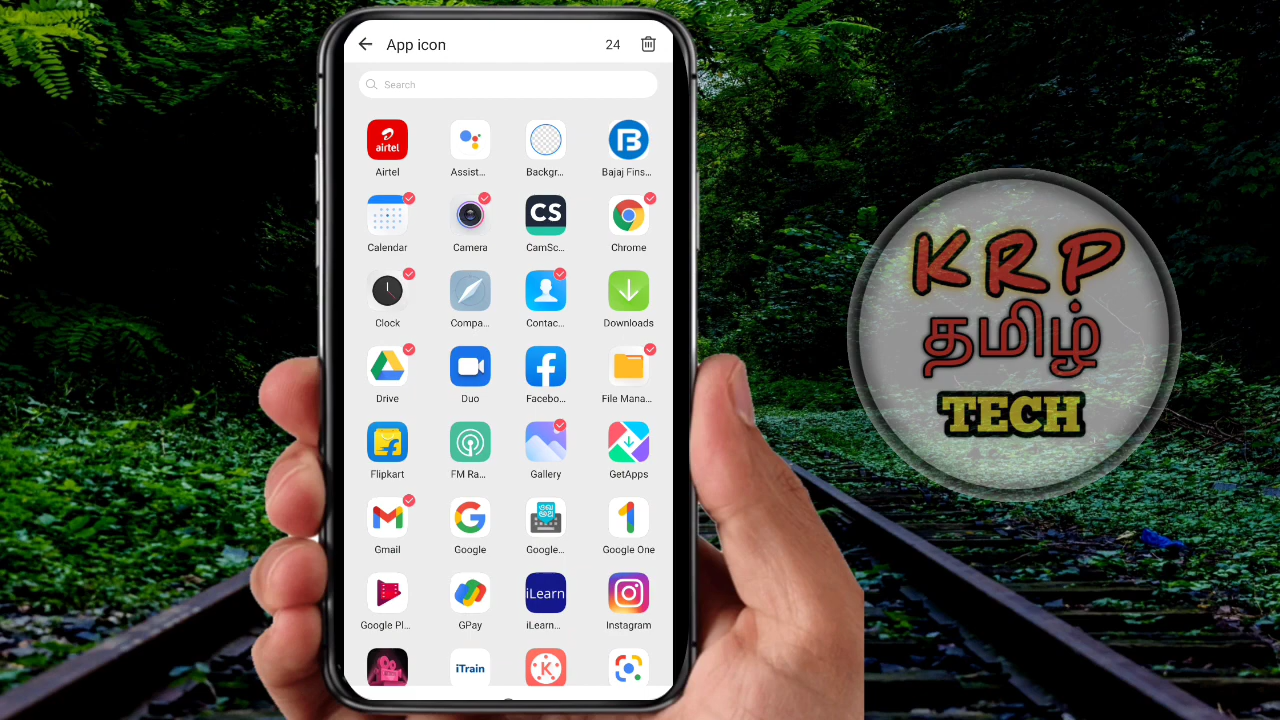 App icon 24
Search
airtel
Airtel Assist... Backgr... Bajaj Fins...
CS
Calendar Camera CamSc... Chrome
Clock Compa... Contac... Downloads
Drive Duo Facebo... File Mana...
Flipkart FM Ra... Gallery GetApps
Gmail Google Google... Google One
iLearn
Google Pl... GPay iLearn... Instagram
iTrain
KRP
தமிழ்
TECH